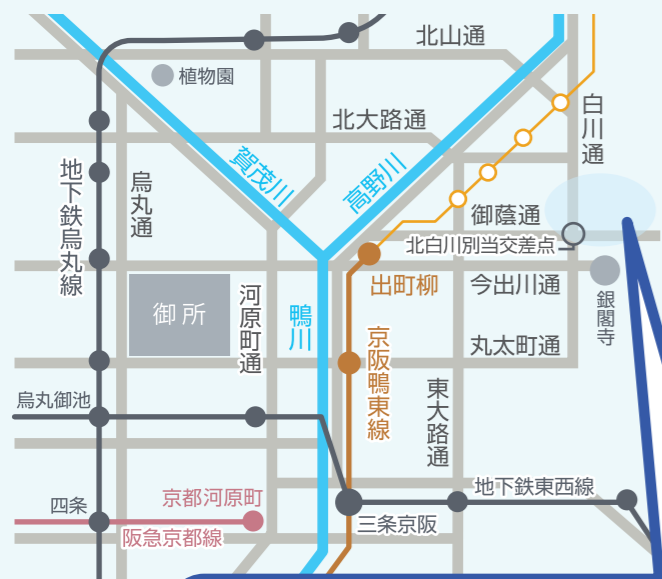 北山通
植物園
白川通
北大路通
地下鉄烏丸線
烏丸通
賀茂川
高野川
御蔭通
北白川別当交差点
出町柳
今出川通
銀閣寺
御所
河原町通
鴨川
京阪鴨東線
丸太町通
東大路通
烏丸御池
地下鉄東西線
四条
京都河原町
阪急京都線
三条京阪